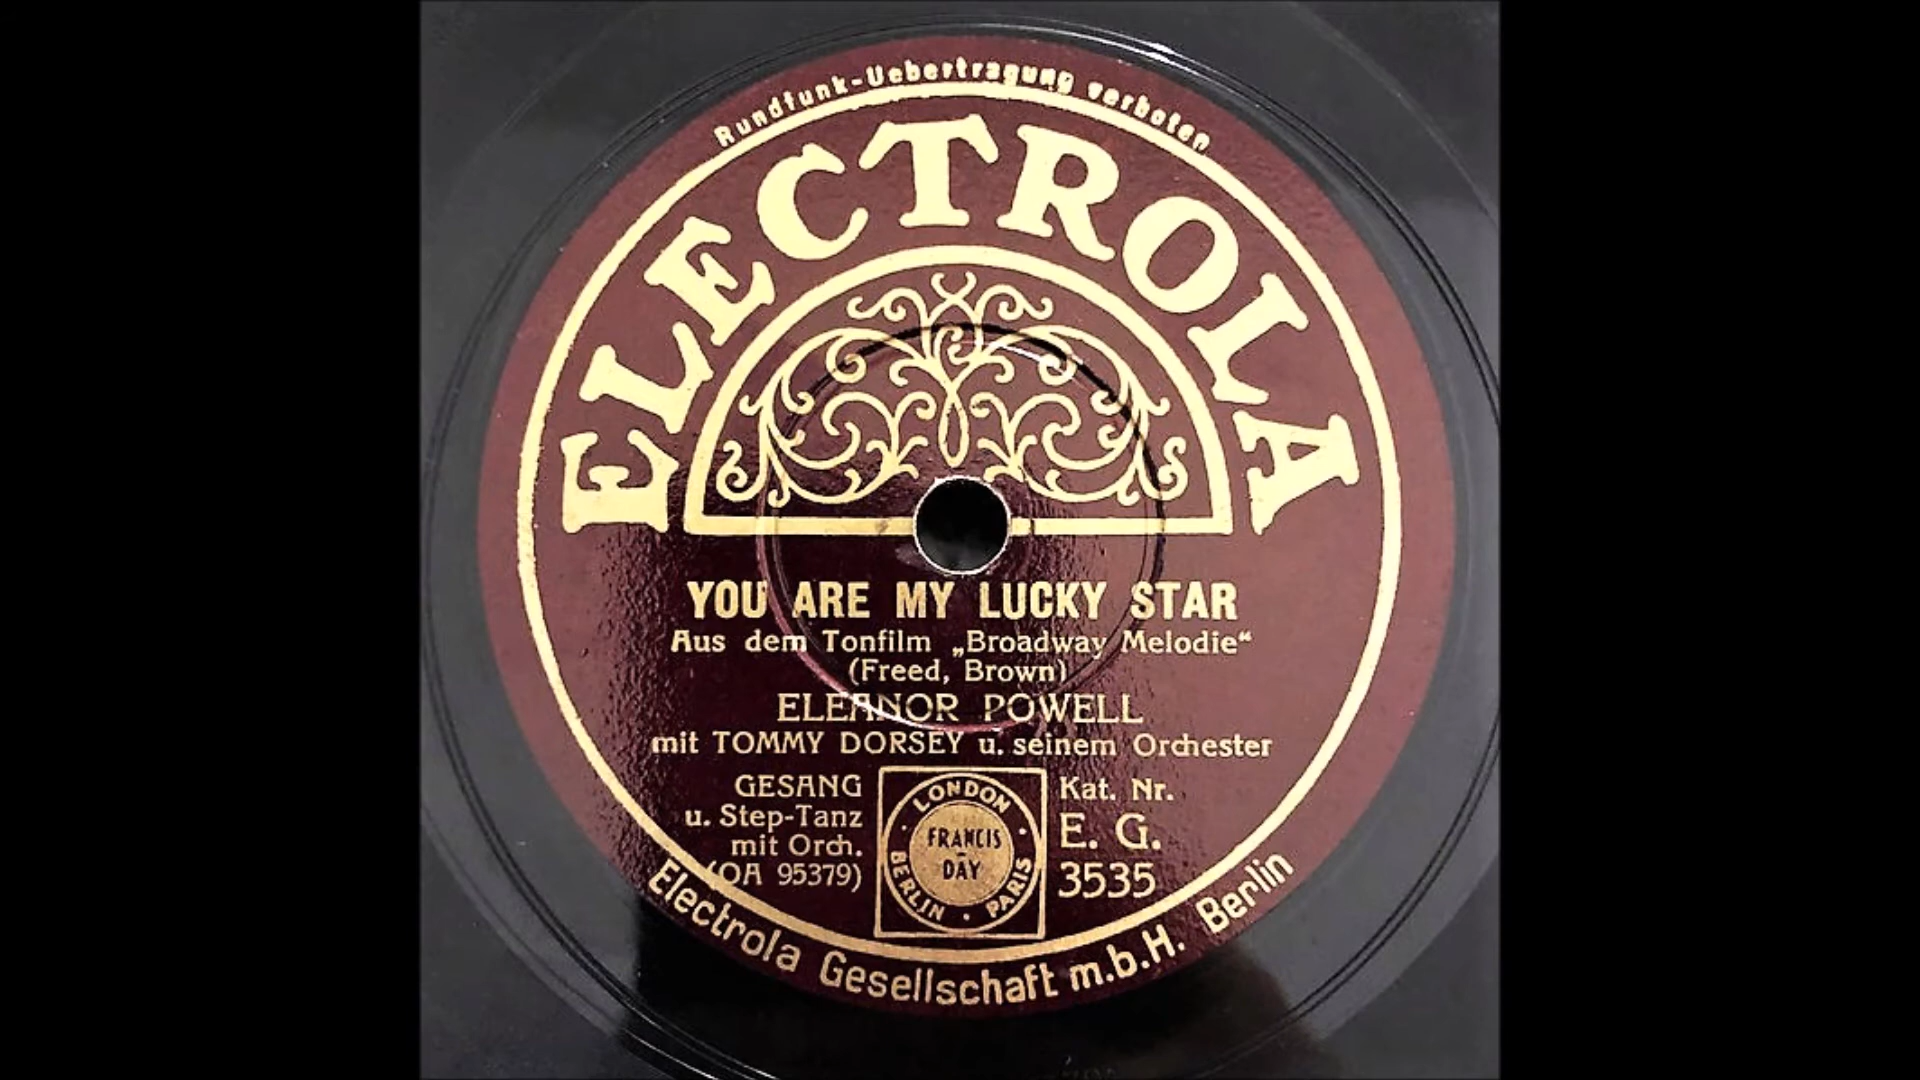 Rundfunk-Uebertragung verboten
ELECTROLA
YOU ARE MY LUCKY STAR
Aus dem Tonfilm „Broadway Melodie“
(Freed, Brown)
ELEANOR POWELL
mit TOMMY DORSEY u. seinem Orchester
GESANG
u. Step-Tanz
mit Orch.
(OA 95379)
LONDON
FRANCIS-
DAY
BERLIN · PARIS
Kat. Nr.
E. G.
3535
Electrola Gesellschaft m.b.H. Berlin